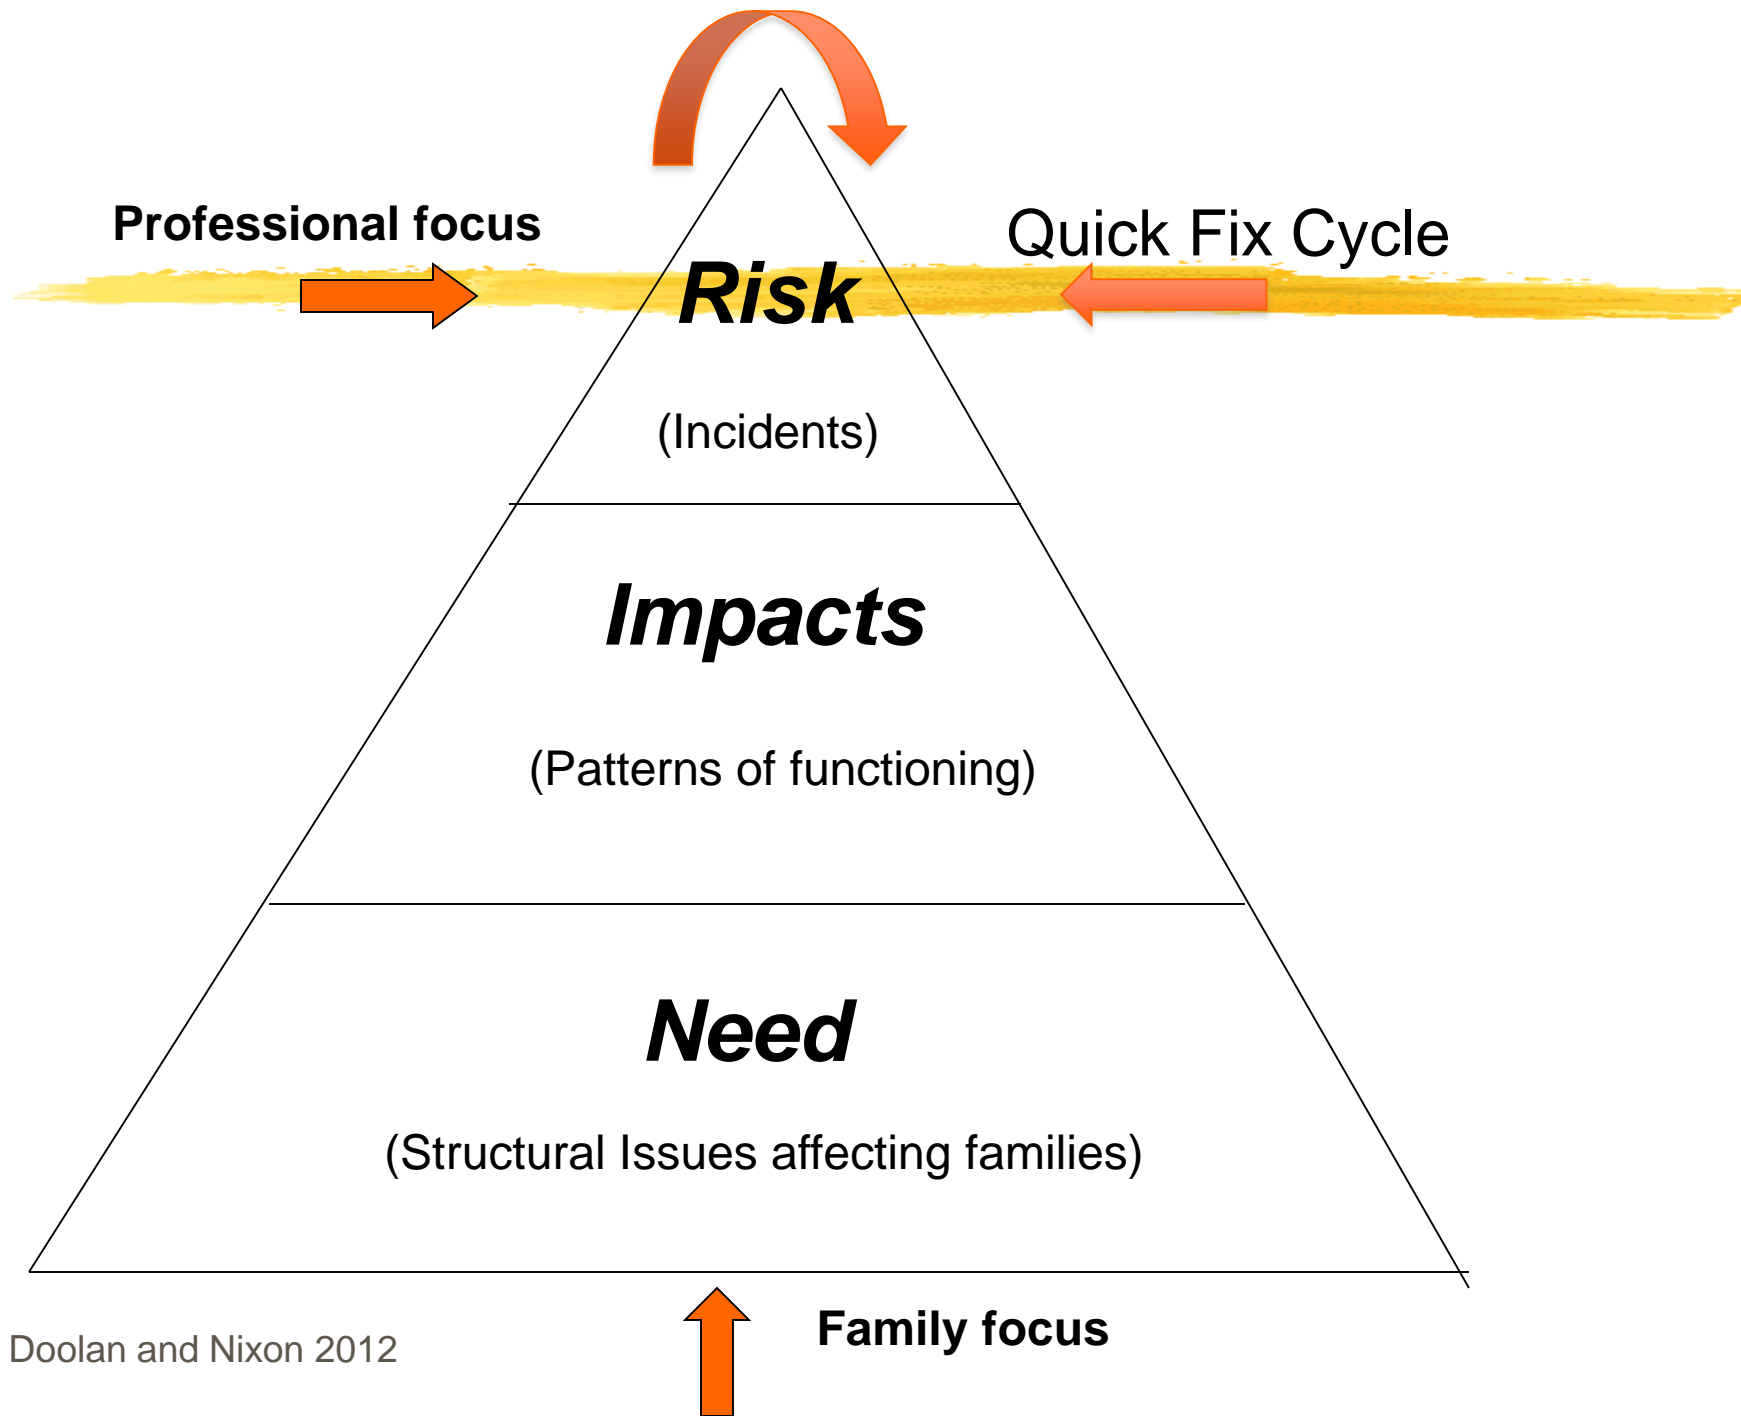 Professional focus
Quick Fix Cycle
Risk
(Incidents)
Impacts
(Patterns of functioning)
Need
(Structural Issues affecting families)
Family focus
Doolan and Nixon 2012